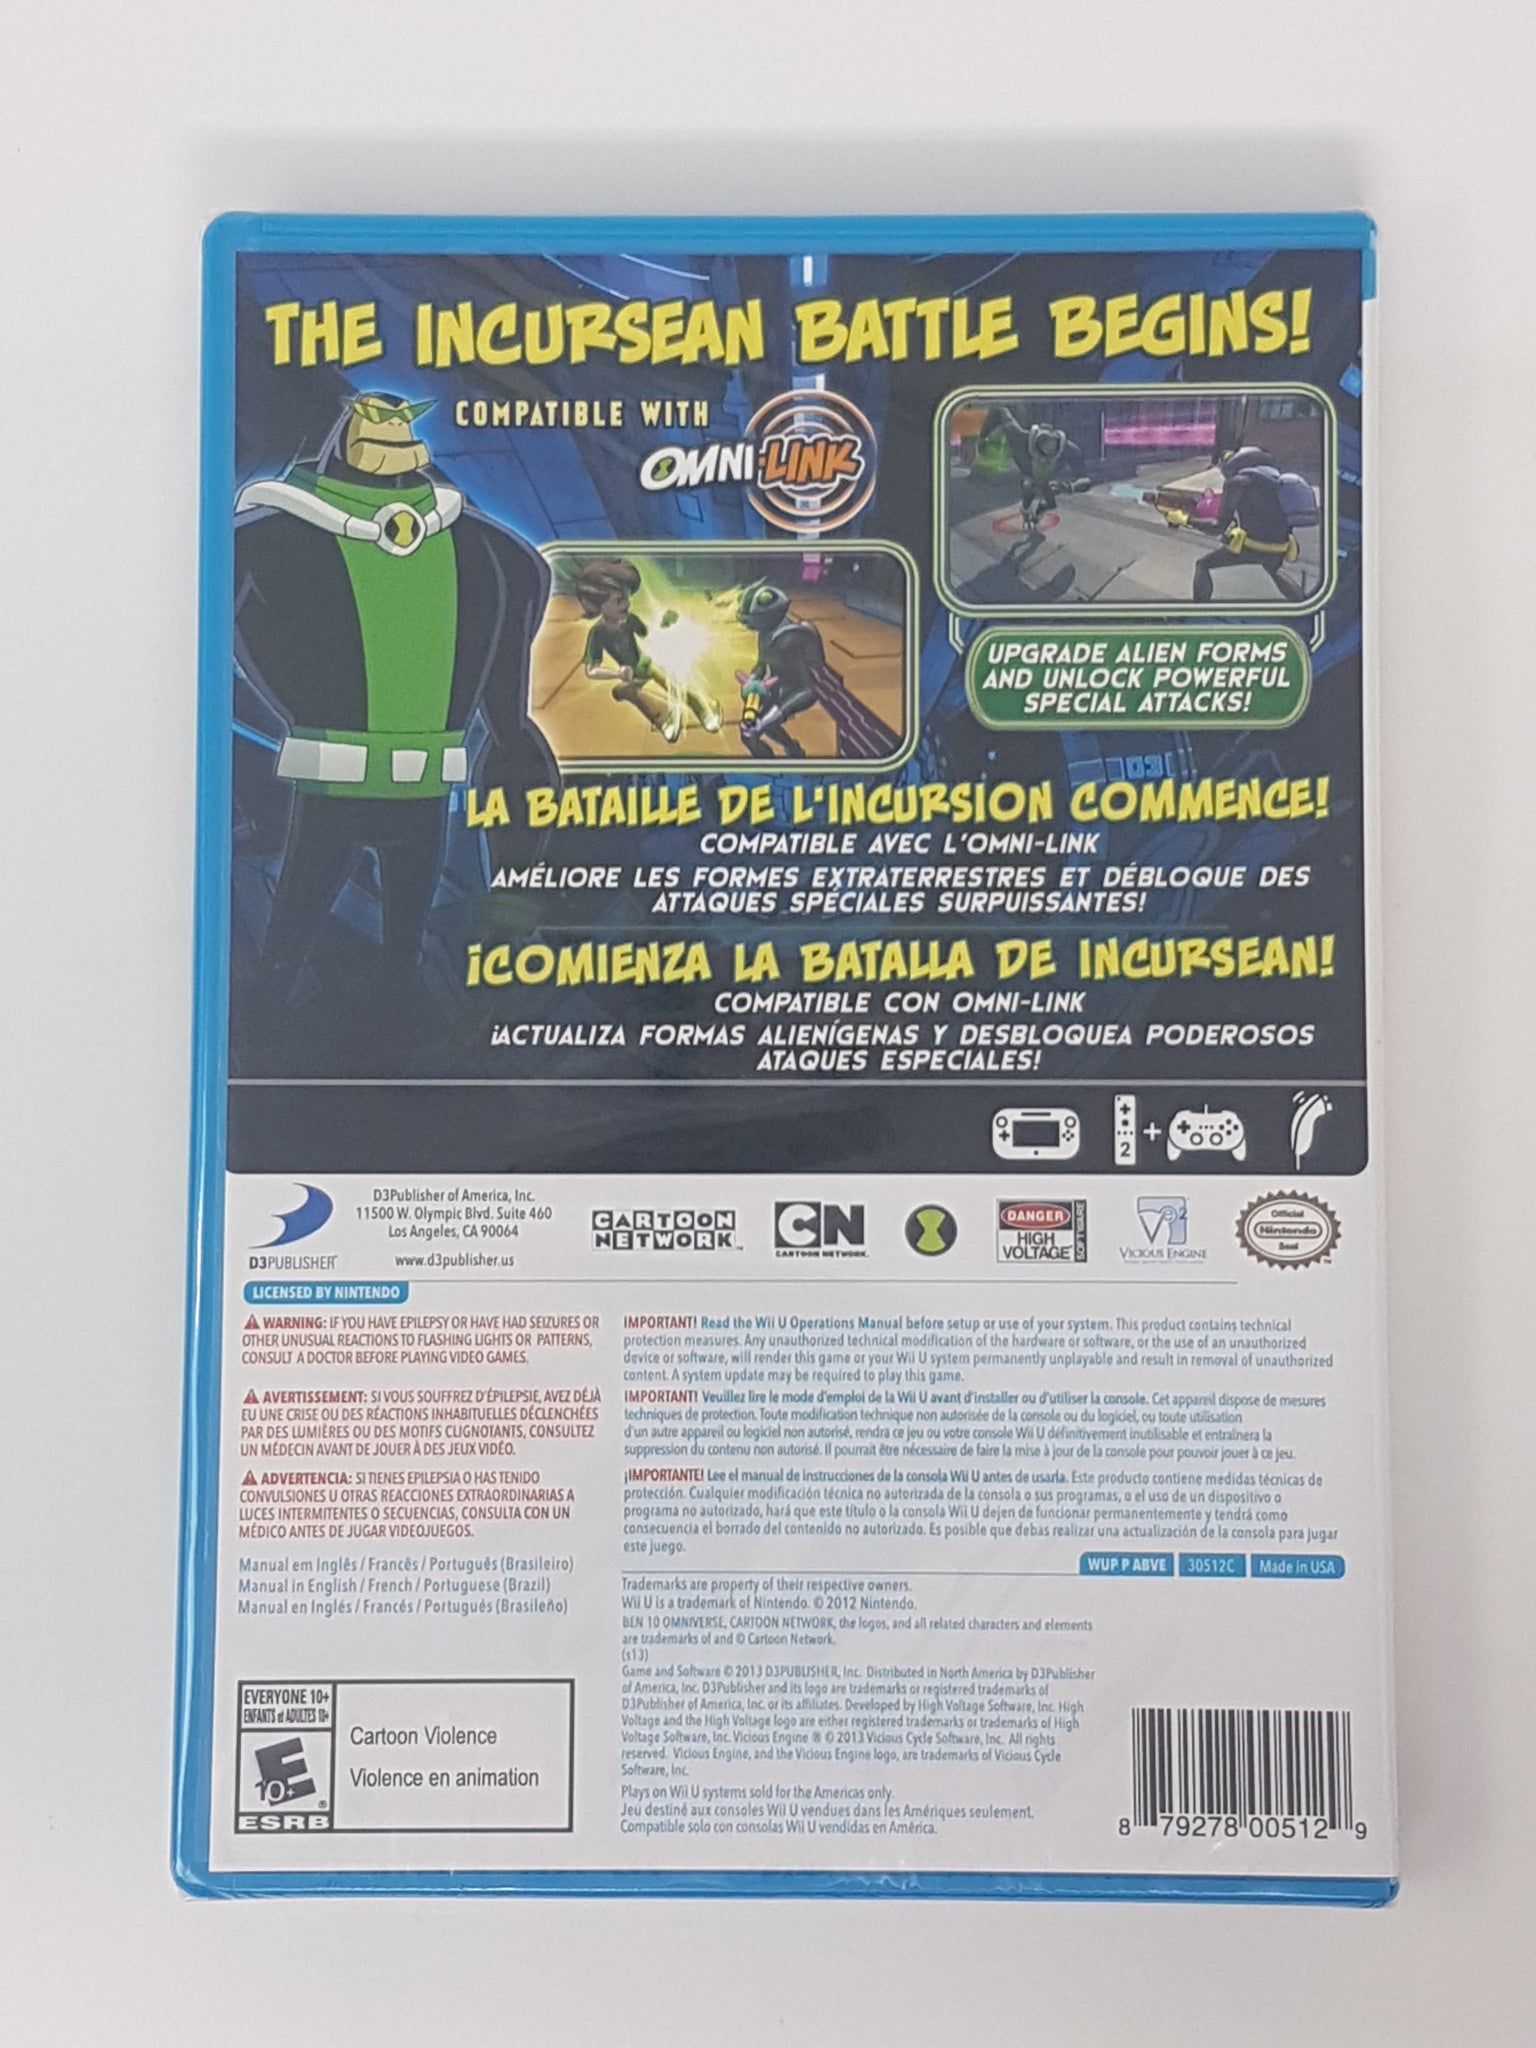 THE INCURSEAN BATTLE BEGINS!
COMPATIBLE WITH
OMNI-LINK
UPGRADE ALIEN FORMS
AND UNLOCK POWERFUL
SPECIAL ATTACKS!
LA BATAILLE DE L'INCURSION COMMENCE!
COMPATIBLE AVEC L'OMNI-LINK
AMÉLIORE LES FORMES EXTRATERRESTRES ET DÉBLOQUE DES
ATTAQUES SPÉCIALES SURPUISSANTES!
¡COMIENZA LA BATALLA DE INCURSEAN!
COMPATIBLE CON OMNI-LINK
¡ACTUALIZA FORMAS ALIENÍGENAS Y DESBLOQUEA PODEROSOS
ATAQUES ESPECIALES!
2
+
D3PUBLISHER
D3Publisher of America, Inc.
11500 W. Olympic Blvd. Suite 460
Los Angeles, CA 90064
www.d3publisher.us
CARTOON
NETWORK
CN
CARTOON NETWORK
DANGER
HIGH
VOLTAGE
SOFTWARE
VICIOUS ENGINE
Official
Nintendo
Seal
LICENSED BY NINTENDO
WARNING: IF YOU HAVE EPILEPSY OR HAVE HAD SEIZURES OR
OTHER UNUSUAL REACTIONS TO FLASHING LIGHTS OR PATTERNS,
CONSULT A DOCTOR BEFORE PLAYING VIDEO GAMES.
AVERTISSEMENT: SI VOUS SOUFFREZ D'ÉPILEPSIE, AVEZ DÉJÀ
EU UNE CRISE OU DES RÉACTIONS INHABITUELLES DÉCLENCHÉES
PAR DES LUMIÈRES OU DES MOTIFS CLIGNOTANTS, CONSULTEZ
UN MÉDECIN AVANT DE JOUER À DES JEUX VIDÉO.
ADVERTENCIA: SI TIENES EPILEPSIA O HAS TENIDO
CONVULSIONES U OTRAS REACCIONES EXTRAORDINARIAS A
LUCES INTERMITENTES O SECUENCIAS, CONSULTA CON UN
MÉDICO ANTES DE JUGAR VIDEOJUEGOS.
Manual em Inglês / Francês / Português (Brasileiro)
Manual in English / French / Portuguese (Brazil)
Manual en Inglés / Francés / Portugués (Brasileño)
IMPORTANT! Read the Wii U Operations Manual before setup or use of your system. This product contains technical
protection measures. Any unauthorized technical modification of the hardware or software, or the use of an unauthorized
device or software, will render this game or your Wii U system permanently unplayable and result in removal of unauthorized
content. A system update may be required to play this game.
IMPORTANT! Veuillez lire le mode d'emploi de la Wii U avant d'installer ou d'utiliser la console. Cet appareil dispose de mesures
techniques de protection. Toute modification technique non autorisée de la console ou du logiciel, ou toute utilisation
d'un autre appareil ou logiciel non autorisé, rendra ce jeu ou votre console Wii U définitivement inutilisable et entraînera la
suppression du contenu non autorisé. Il pourrait être nécessaire de faire la mise à jour de la console pour pouvoir jouer à ce jeu.
¡IMPORTANTE! Lee el manual de instrucciones de la consola Wii U antes de usarla. Este producto contiene medidas técnicas de
protección. Cualquier modificación técnica no autorizada de la consola o sus programas, o el uso de un dispositivo o
programa no autorizado, hará que este título o la consola Wii U dejen de funcionar permanentemente y tendrá como
consecuencia el borrado del contenido no autorizado. Es posible que debas realizar una actualización de la consola para jugar
este juego.
WUP P ABVE 30512C Made in USA
Trademarks are property of their respective owners.
Wii U is a trademark of Nintendo. © 2012 Nintendo.
BEN 10 OMNIVERSE, CARTOON NETWORK, the logos, and all related characters and elements
are trademarks of and © Cartoon Network.
(s13)
Game and Software © 2013 D3PUBLISHER, Inc. Distributed in North America by D3Publisher
of America, Inc. D3Publisher and its logo are trademarks or registered trademarks of
D3Publisher of America, Inc. or its affiliates. Developed by High Voltage Software, Inc. High
Voltage and the High Voltage logo are either registered trademarks or trademarks of High
Voltage Software, Inc. Vicious Engine ® © 2013 Vicious Cycle Software, Inc. All rights
reserved. Vicious Engine, and the Vicious Engine logo, are trademarks of Vicious Cycle
Software, Inc.
Plays on Wii U systems sold for the Americas only.
Jeu destiné aux consoles Wii U vendues dans les Amériques seulement.
Compatible solo con consolas Wii U vendidas en América.
EVERYONE 10+
ENFANTS et ADULTES 10+
E
10+
ESRB
Cartoon Violence
Violence en animation
8 79278 00512 9